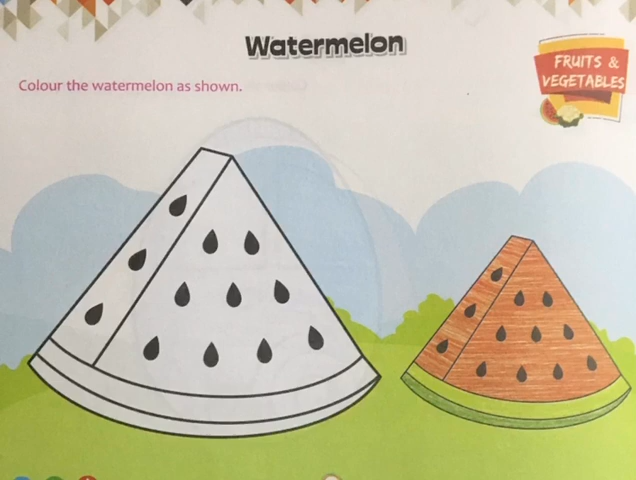 Watermelon
FRUITS &
VEGETABLES
Colour the watermelon as shown.